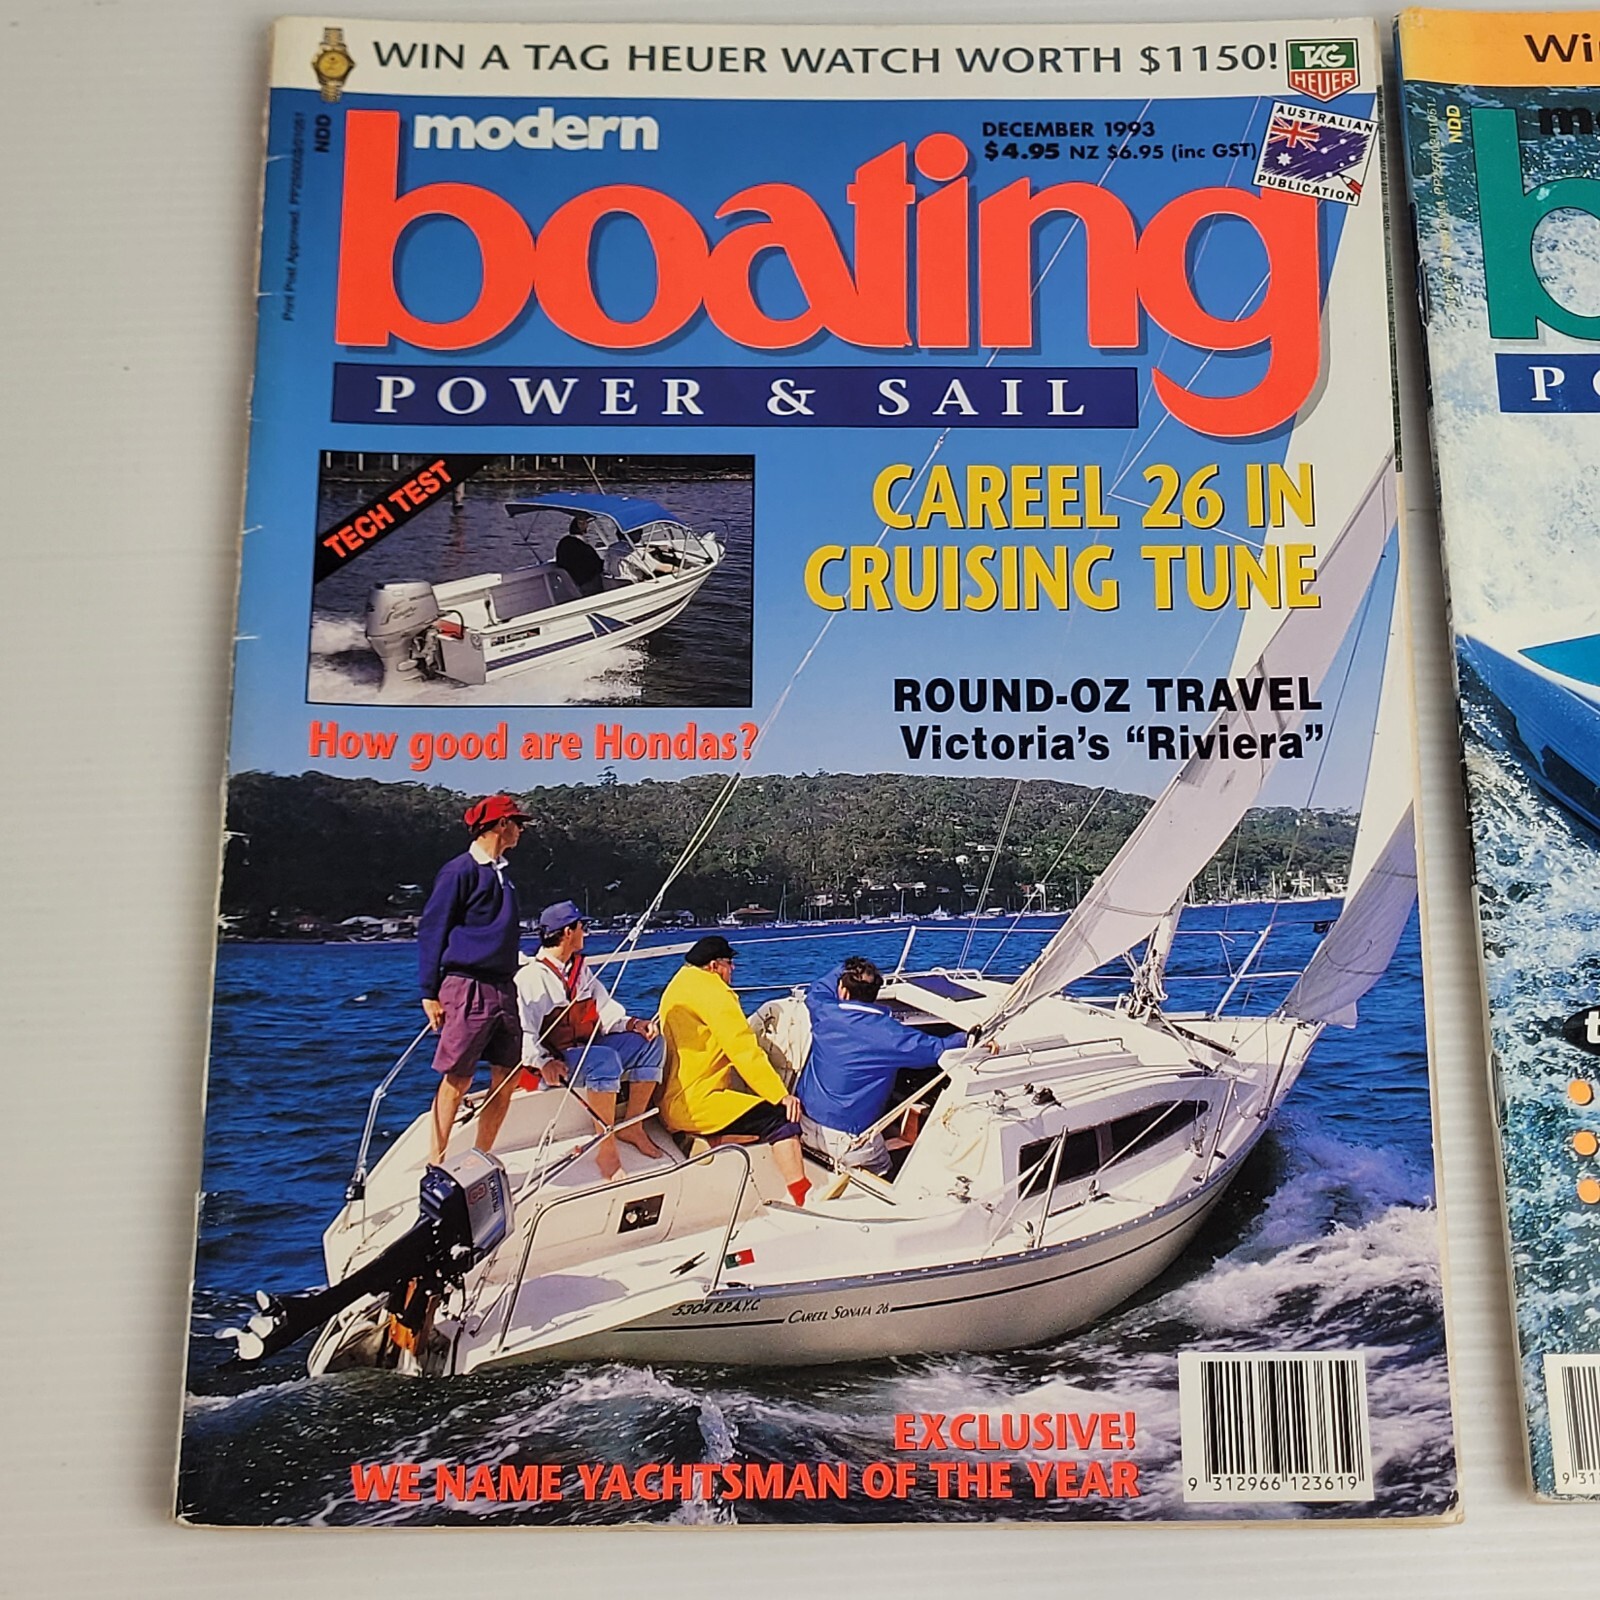 WIN A TAG HEUER WATCH WORTH $1150!
TAG
HEUER
modern
DECEMBER 1993
$4.95 NZ $6.95 (inc GST)
AUSTRALIAN
PUBLICATION
NDD
boating
POWER & SAIL
TECH TEST
CAREEL 26 IN
CRUISING TUNE
ROUND-OZ TRAVEL
Victoria's "Riviera"
How good are Hondas?
5304 R.P.A.Y.C
CAREEL SONATA 26
EXCLUSIVE!
WE NAME YACHTSMAN OF THE YEAR
9 312966 123619
NDD